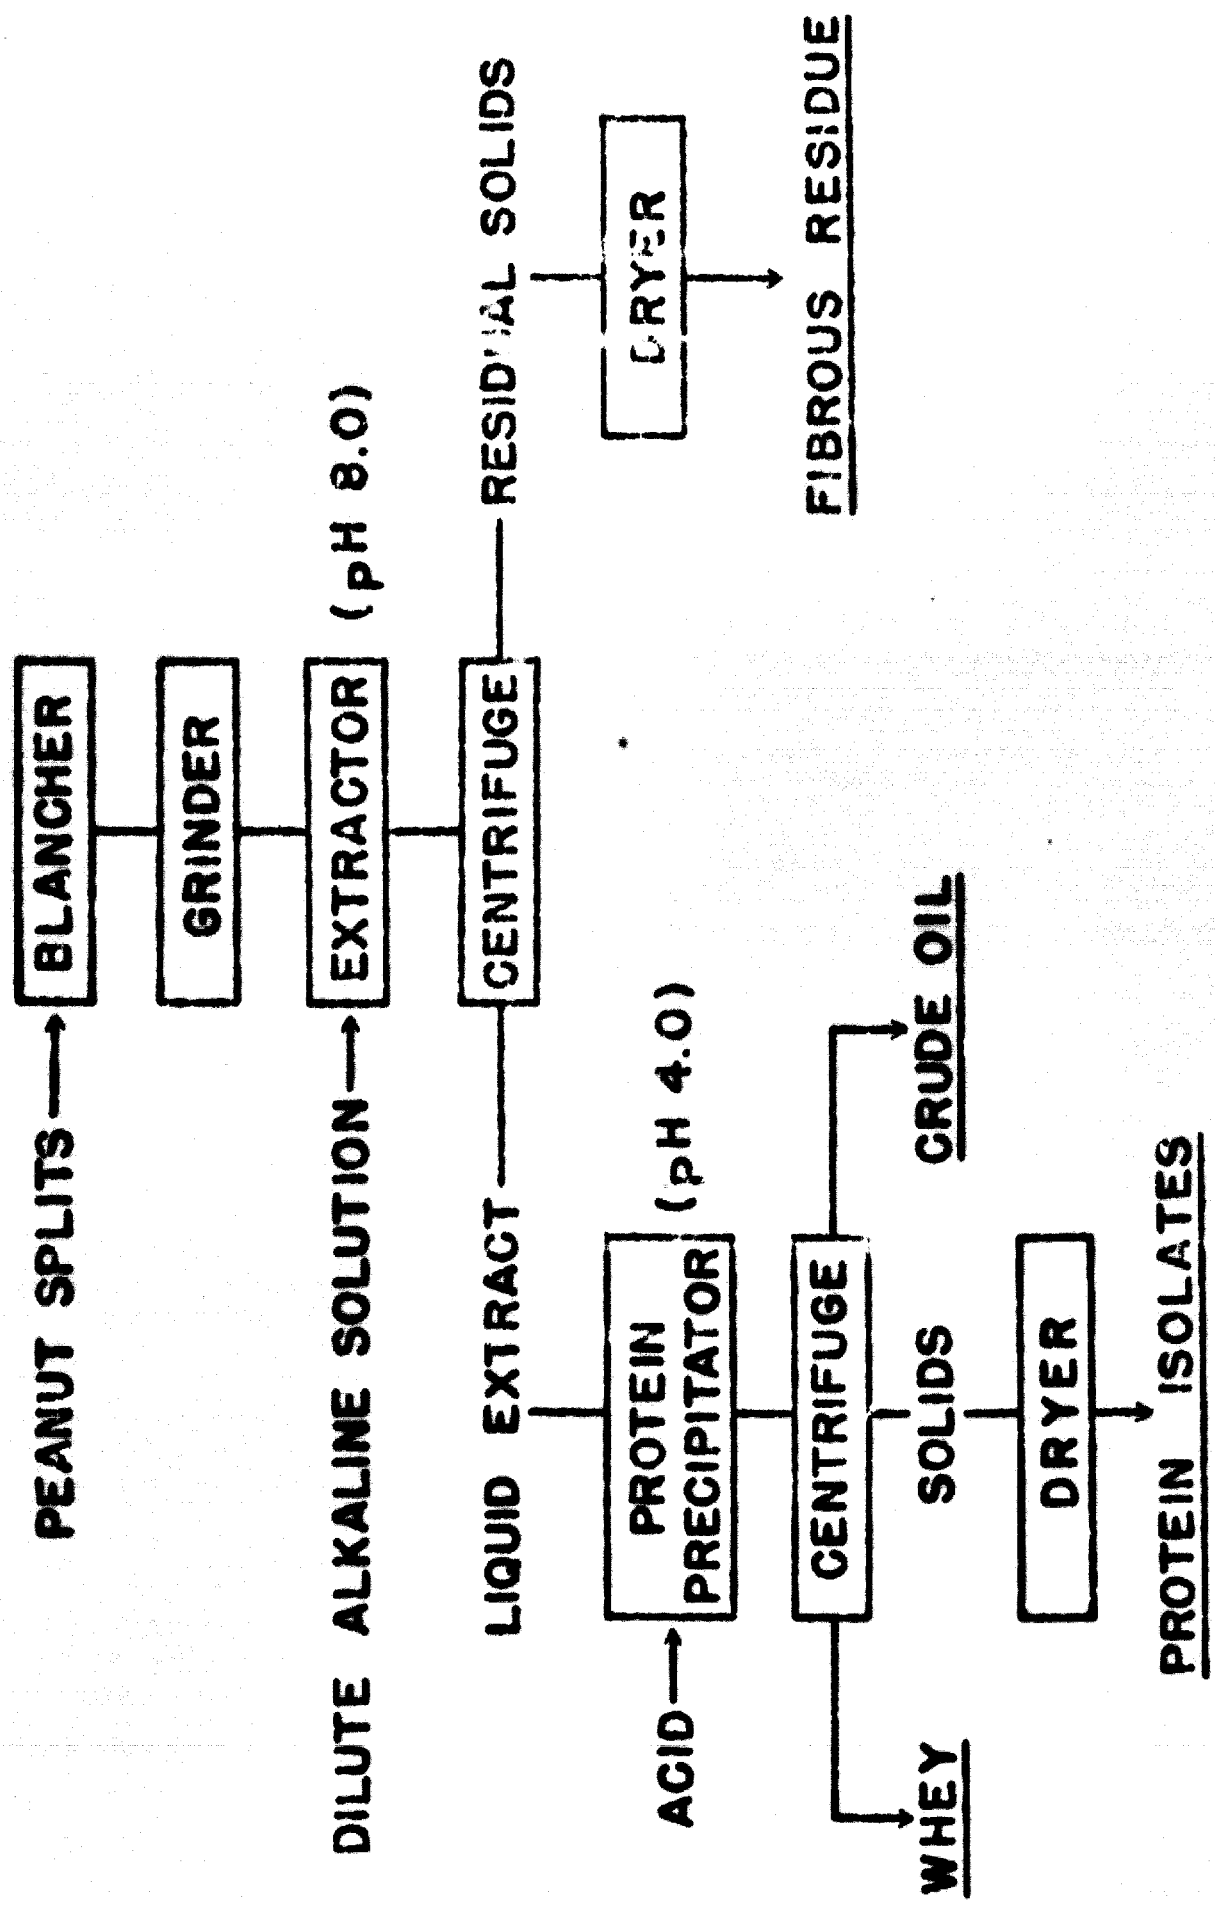 PEANUT SPLITS
BLANCHER
GRINDER
DILUTE ALKALINE SOLUTION
EXTRACTOR
(pH 8.0)
CENTRIFUGE
LIQUID EXTRACT
RESIDUAL SOLIDS
ACID
PROTEIN
PRECIPITATOR
(pH 4.0)
DRYER
CENTRIFUGE
FIBROUS RESIDUE
WHEY
SOLIDS
CRUDE OIL
DRYER
PROTEIN ISOLATES